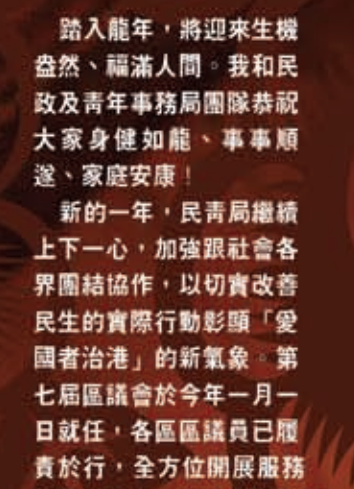 踏入龍年，將迎來生機
盎然、福滿人間。我和民
政及青年事務局團隊恭祝
大家身健如龍、事事順
遂、家庭安康！
新的一年，民青局繼續
上下一心，加強跟社會各
界團結協作，以切實改善
民生的實際行動彰顯「愛
國者治港」的新氣象。第
七屆區議會於今年一月一
日就任，各區區議員已履
責於行，全方位開展服務